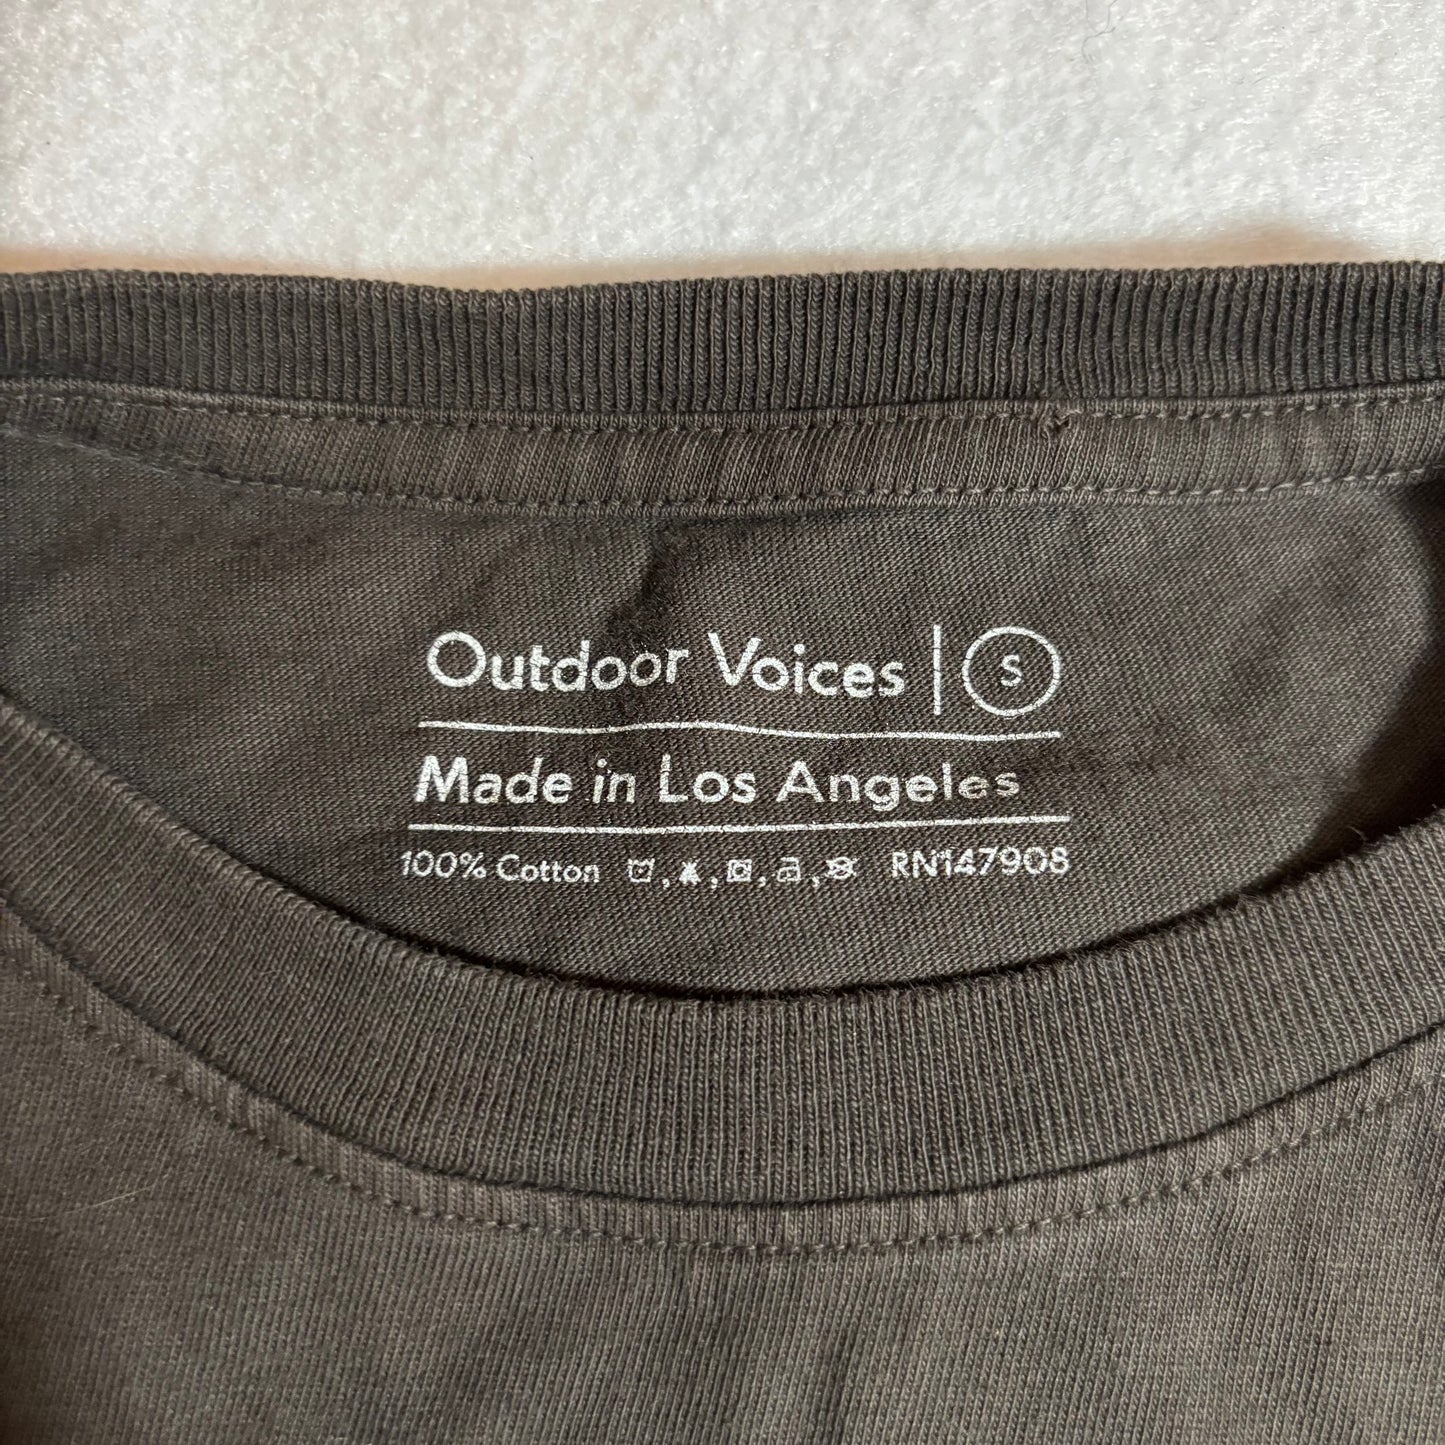 Outdoor Voices | S
Made in Los Angeles
100% Cotton , , , , RN147908